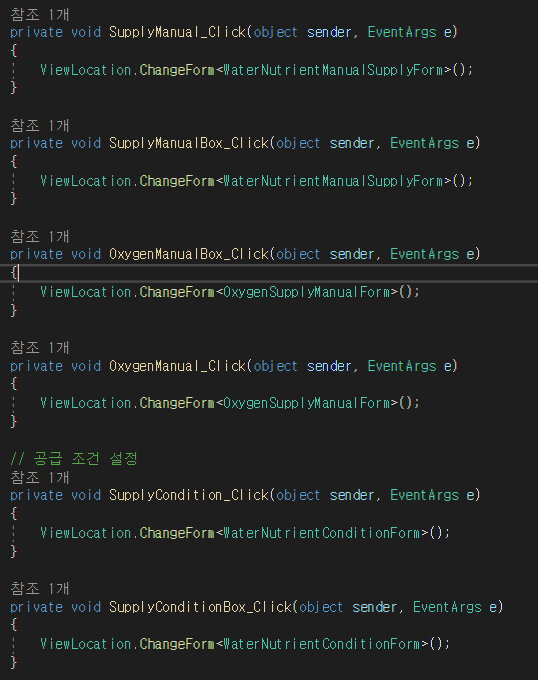 참조 1개
private void SupplyManual_Click(object sender, EventArgs e)
{
ViewLocation.ChangeForm<WaterNutrientManualSupplyForm>();
}
참조 1개
private void SupplyManualBox_Click(object sender, EventArgs e)
{
ViewLocation.ChangeForm<WaterNutrientManualSupplyForm>();
}
참조 1개
private void OxygenManualBox_Click(object sender, EventArgs e)
{
ViewLocation.ChangeForm<OxygenSupplyManualForm>();
}
참조 1개
private void OxygenManual_Click(object sender, EventArgs e)
{
ViewLocation.ChangeForm<OxygenSupplyManualForm>();
}
// 공급 조건 설정
참조 1개
private void SupplyCondition_Click(object sender, EventArgs e)
{
ViewLocation.ChangeForm<WaterNutrientConditionForm>();
}
참조 1개
private void SupplyConditionBox_Click(object sender, EventArgs e)
{
ViewLocation.ChangeForm<WaterNutrientConditionForm>();
}